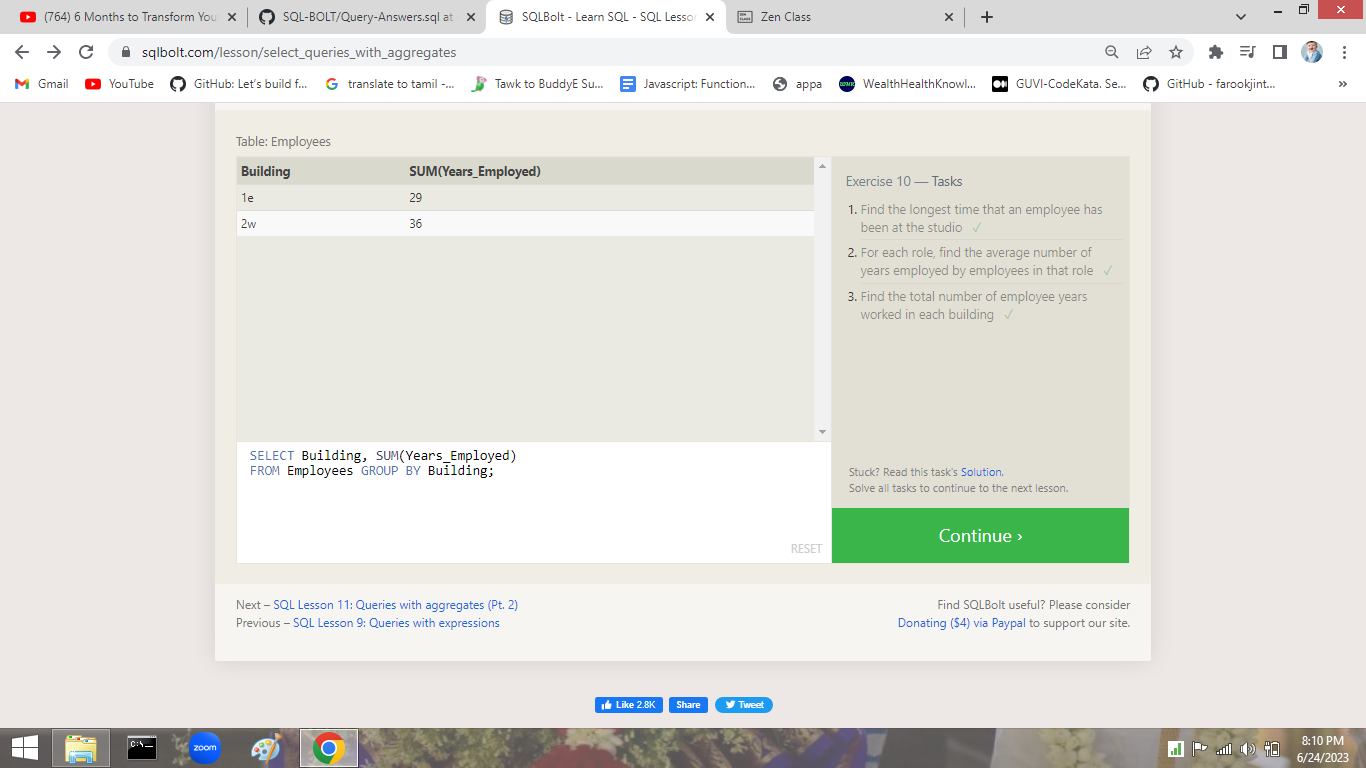 (764) 6 Months to Transform You
SQL-BOLT/Query-Answers.sql at
SQLBolt - Learn SQL - SQL Lesson
Zen Class
sqlbolt.com/lesson/select_queries_with_aggregates
Gmail
YouTube
GitHub: Let's build f...
translate to tamil -...
Tawk to BuddyE Su...
Javascript: Function...
appa
WealthHealthKnowl...
GUVI-CodeKata. Se...
GitHub - farookjint...
»
Table: Employees
Building SUM(Years_Employed)
1e 29
2w 36
Exercise 10 — Tasks
1. Find the longest time that an employee has
been at the studio ✓
2. For each role, find the average number of
years employed by employees in that role ✓
3. Find the total number of employee years
worked in each building ✓
Stuck? Read this task's Solution.
Solve all tasks to continue to the next lesson.
Continue ›
SELECT Building, SUM(Years_Employed)
FROM Employees GROUP BY Building;
RESET
Next – SQL Lesson 11: Queries with aggregates (Pt. 2)
Previous – SQL Lesson 9: Queries with expressions
Find SQLBolt useful? Please consider
Donating ($4) via Paypal to support our site.
Like 2.8K
Share
Tweet
C:\_
zoom
8:10 PM
6/24/2023